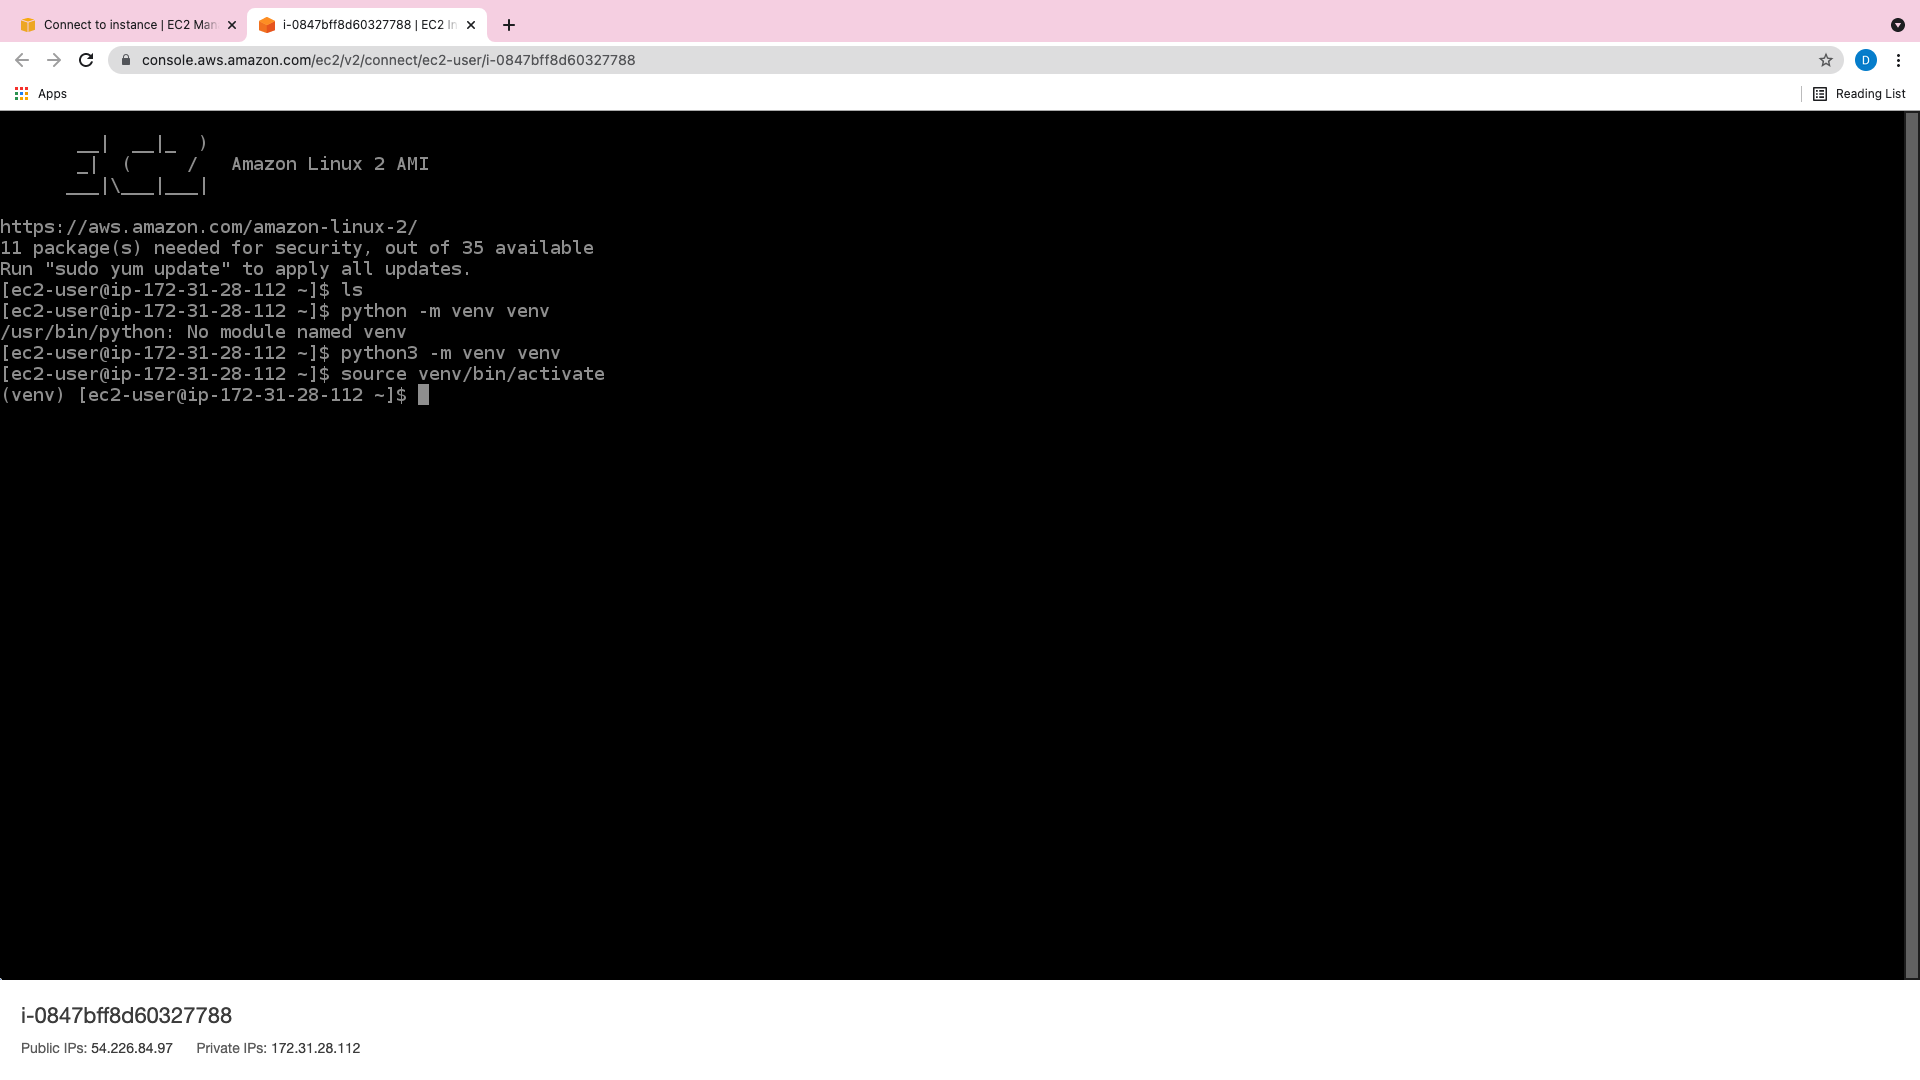 Connect to instance | EC2 Man
i-0847bff8d60327788 | EC2 In
console.aws.amazon.com/ec2/v2/connect/ec2-user/i-0847bff8d60327788
D
Apps
Reading List
       __|  __|_  )
       _|  (     /   Amazon Linux 2 AMI
      ___|\___|___|
https://aws.amazon.com/amazon-linux-2/
11 package(s) needed for security, out of 35 available
Run "sudo yum update" to apply all updates.
[ec2-user@ip-172-31-28-112 ~]$ ls
[ec2-user@ip-172-31-28-112 ~]$ python -m venv venv
/usr/bin/python: No module named venv
[ec2-user@ip-172-31-28-112 ~]$ python3 -m venv venv
[ec2-user@ip-172-31-28-112 ~]$ source venv/bin/activate
(venv) [ec2-user@ip-172-31-28-112 ~]$
i-0847bff8d60327788
Public IPs: 54.226.84.97 Private IPs: 172.31.28.112